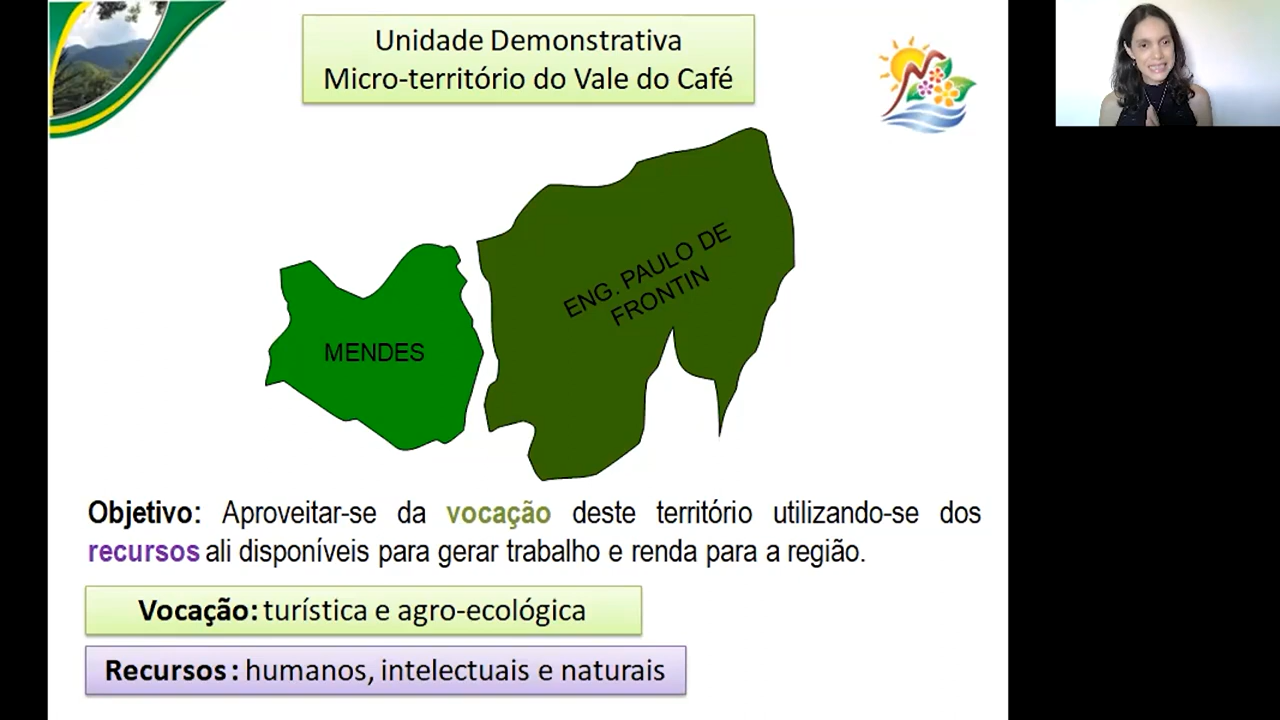 Unidade Demonstrativa
Micro-território do Vale do Café
ENG. PAULO DE
FRONTIN
MENDES
Objetivo: Aproveitar-se da vocação deste território utilizando-se dos
recursos ali disponíveis para gerar trabalho e renda para a região.
Vocação: turística e agro-ecológica
Recursos : humanos, intelectuais e naturais